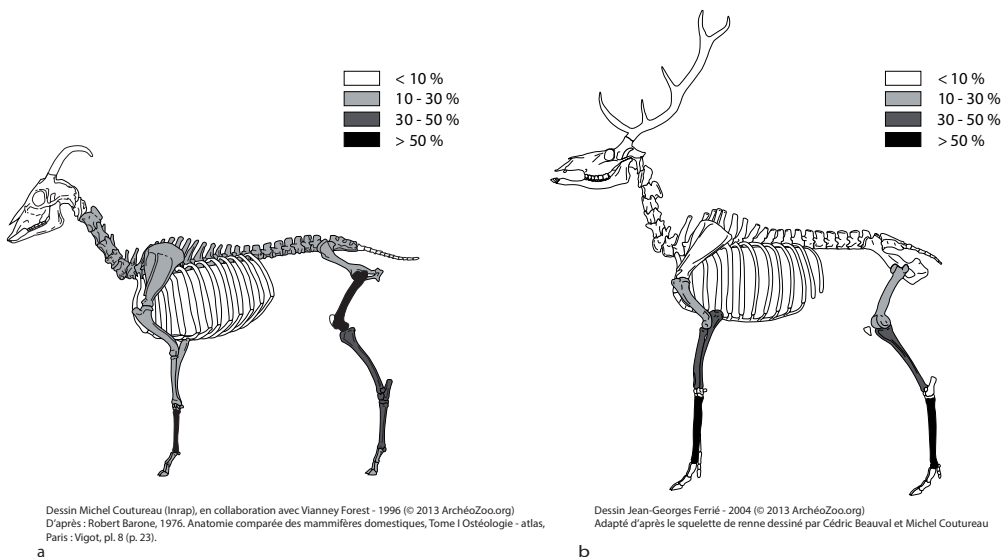 < 10 %
10 - 30 %
30 - 50 %
> 50 %
< 10 %
10 - 30 %
30 - 50 %
> 50 %
Dessin Michel Coutureau (Inrap), en collaboration avec Vianney Forest - 1996 (© 2013 ArchéoZoo.org)
D'après : Robert Barone, 1976. Anatomie comparée des mammifères domestiques, Tome I Ostéologie - atlas,
Paris : Vigot, pl. 8 (p. 23).
a
Dessin Jean-Georges Ferrié - 2004 (© 2013 ArchéoZoo.org)
Adapté d'après le squelette de renne dessiné par Cédric Beauval et Michel Coutureau
b